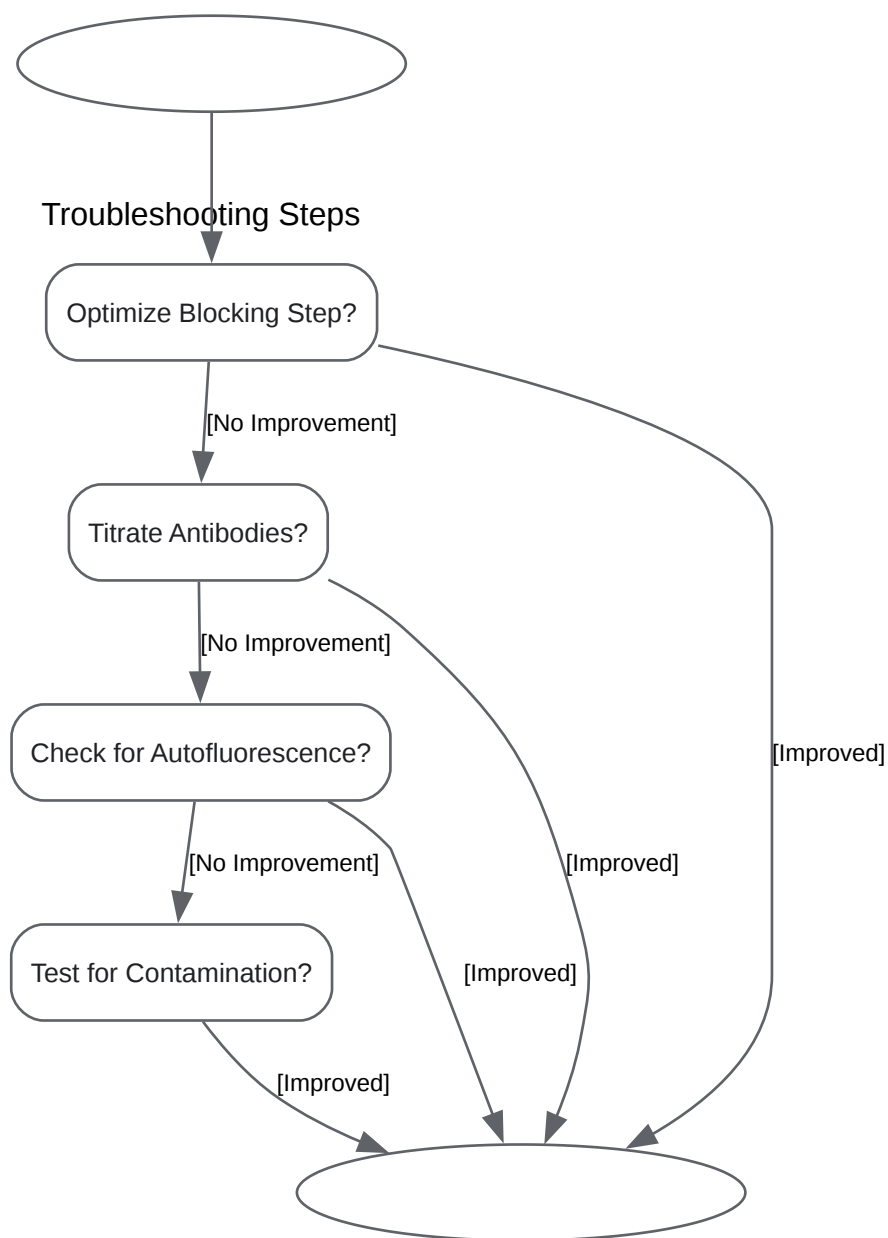 Troubleshooting Steps
Optimize Blocking Step?
[No Improvement]
Titrate Antibodies?
[No Improvement]
Check for Autofluorescence?
[Improved]
[No Improvement]
[Improved]
Test for Contamination?
[Improved]
[Improved]